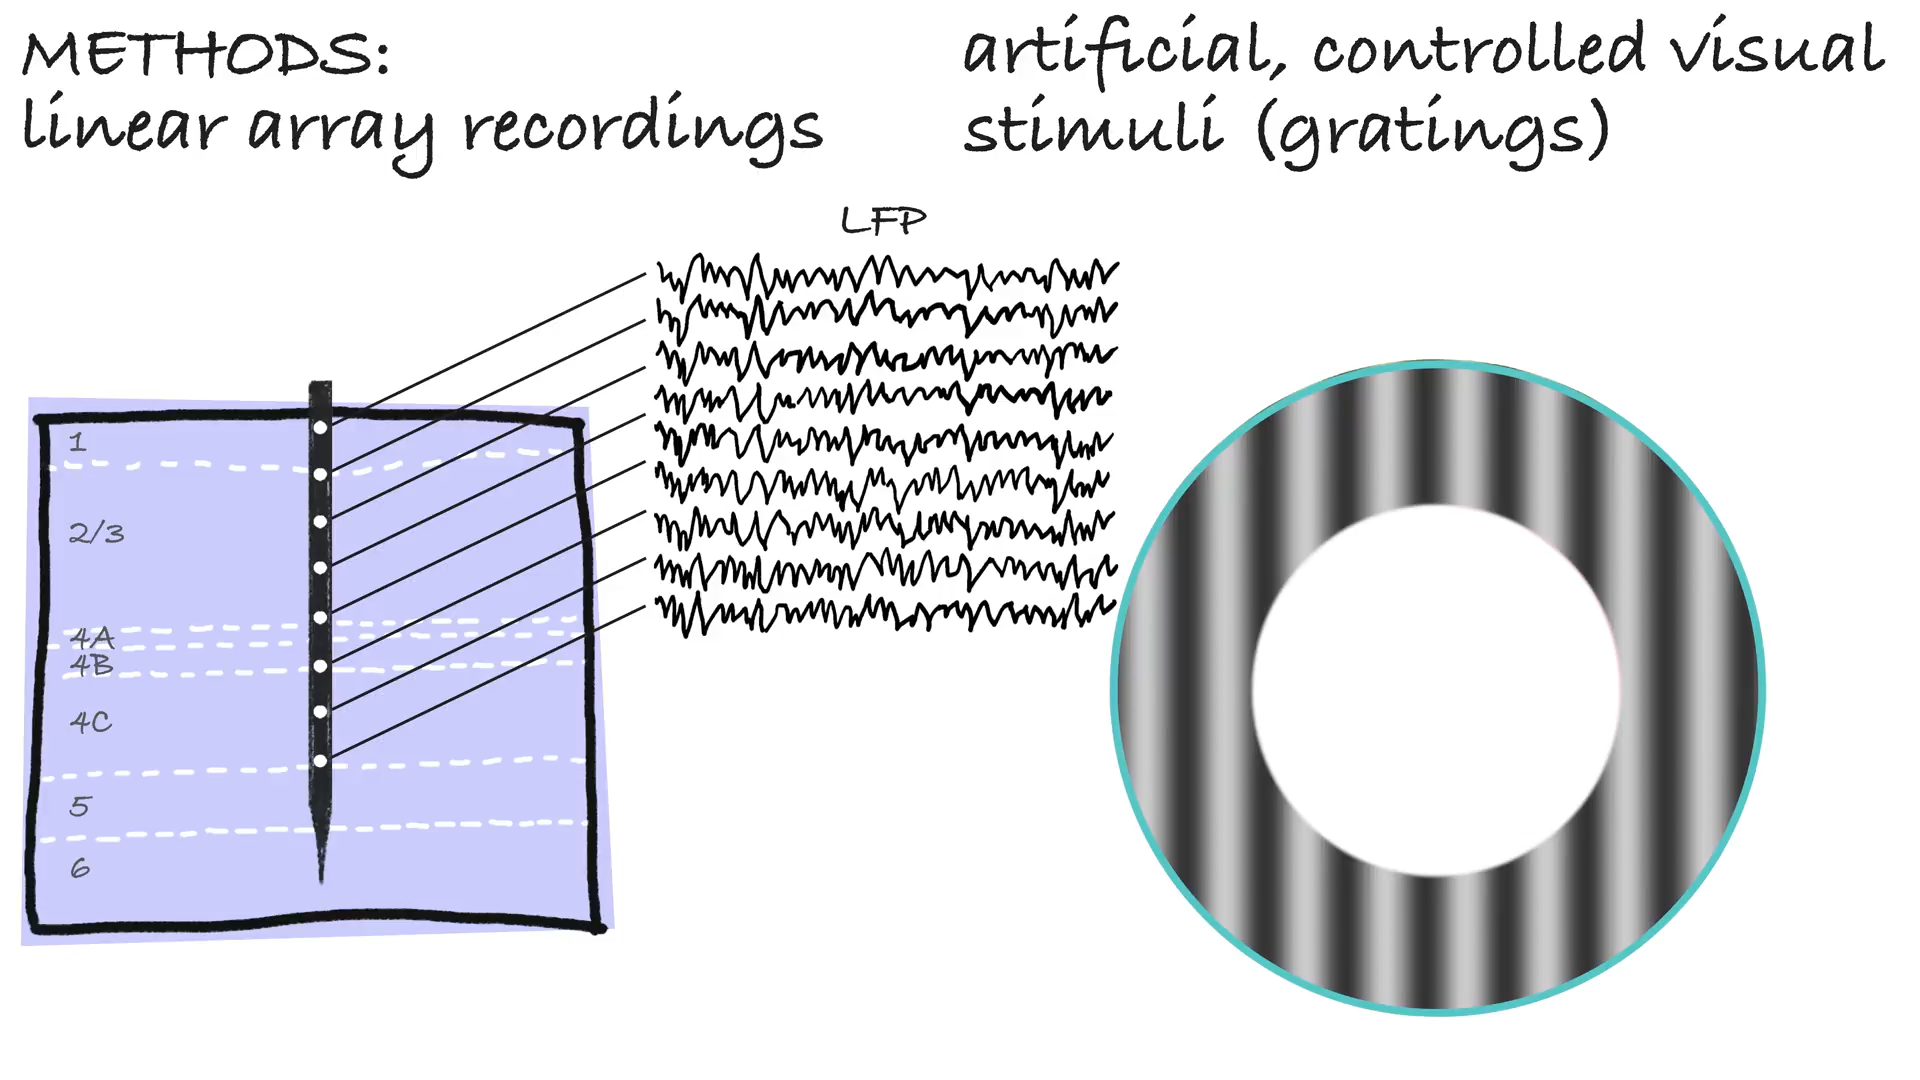 METHODS:
linear array recordings
artificial, controlled visual
stimuli (gratings)
LFP
1
2/3
4A
4B
4C
5
6